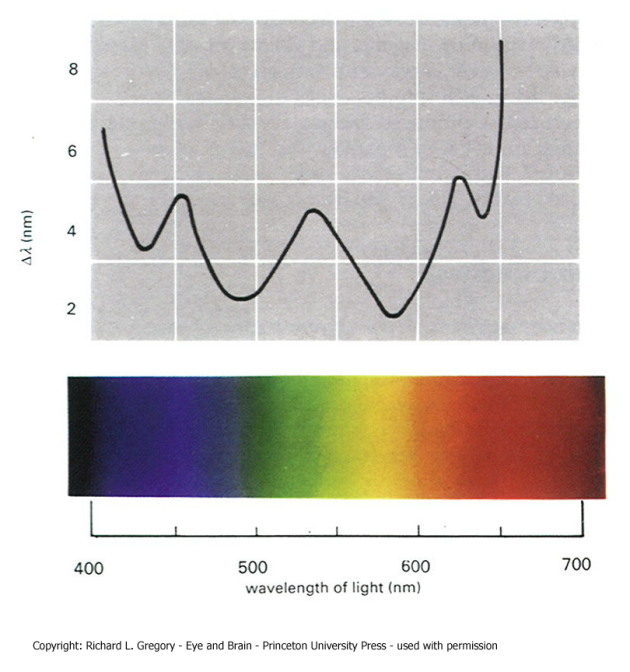 8
6
4
2
Δλ (nm)
400 500 600 700
wavelength of light (nm)
Copyright: Richard L. Gregory - Eye and Brain - Princeton University Press - used with permission